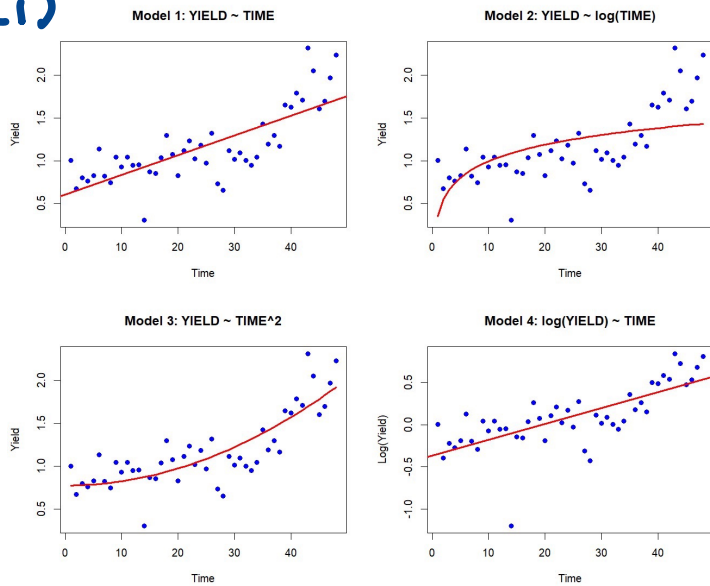 Model 1: YIELD ~ TIME
Yield
2.0
1.5
1.0
0.5
0 10 20 30 40
Time
Model 2: YIELD ~ log(TIME)
Yield
2.0
1.5
1.0
0.5
0 10 20 30 40
Time
Model 3: YIELD ~ TIME^2
Yield
2.0
1.5
1.0
0.5
0 10 20 30 40
Time
Model 4: log(YIELD) ~ TIME
Log(Yield)
0.5
0.0
-0.5
-1.0
0 10 20 30 40
Time